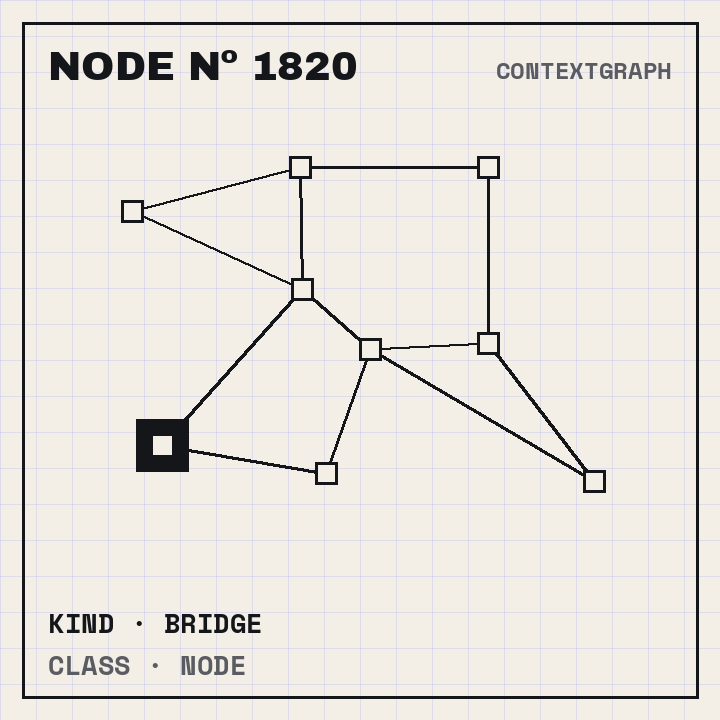 NODE Nº 1820
CONTEXTGRAPH
KIND · BRIDGE
CLASS · NODE